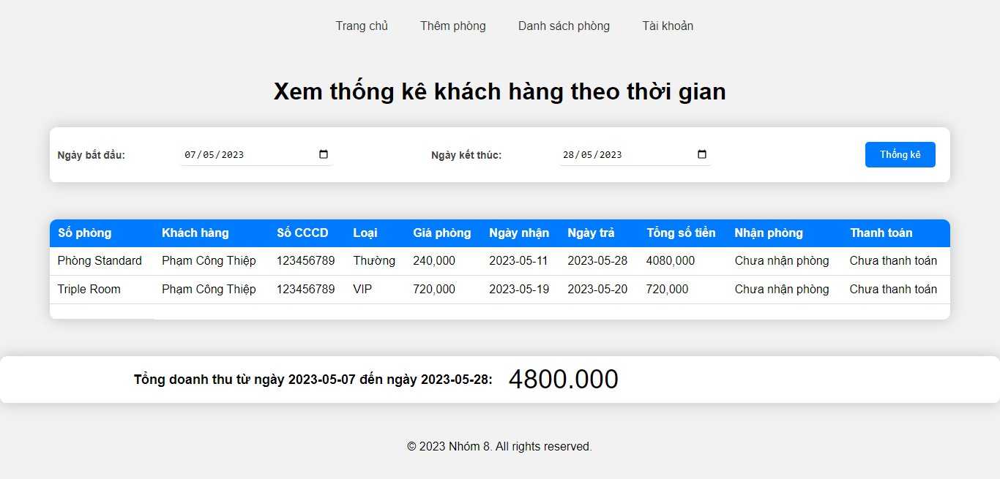 Trang chủ Thêm phòng Danh sách phòng Tài khoản
Xem thống kê khách hàng theo thời gian
Ngày bắt đầu: 07/05/2023 Ngày kết thúc: 28/05/2023 Thống kê
Số phòng Khách hàng Số CCCD Loại Giá phòng Ngày nhận Ngày trả Tổng số tiền Nhận phòng Thanh toán
Phòng Standard Phạm Công Thiệp 123456789 Thường 240,000 2023-05-11 2023-05-28 4080,000 Chưa nhận phòng Chưa thanh toán
Triple Room Phạm Công Thiệp 123456789 VIP 720,000 2023-05-19 2023-05-20 720,000 Chưa nhận phòng Chưa thanh toán
Tổng doanh thu từ ngày 2023-05-07 đến ngày 2023-05-28: 4800.000
© 2023 Nhóm 8. All rights reserved.